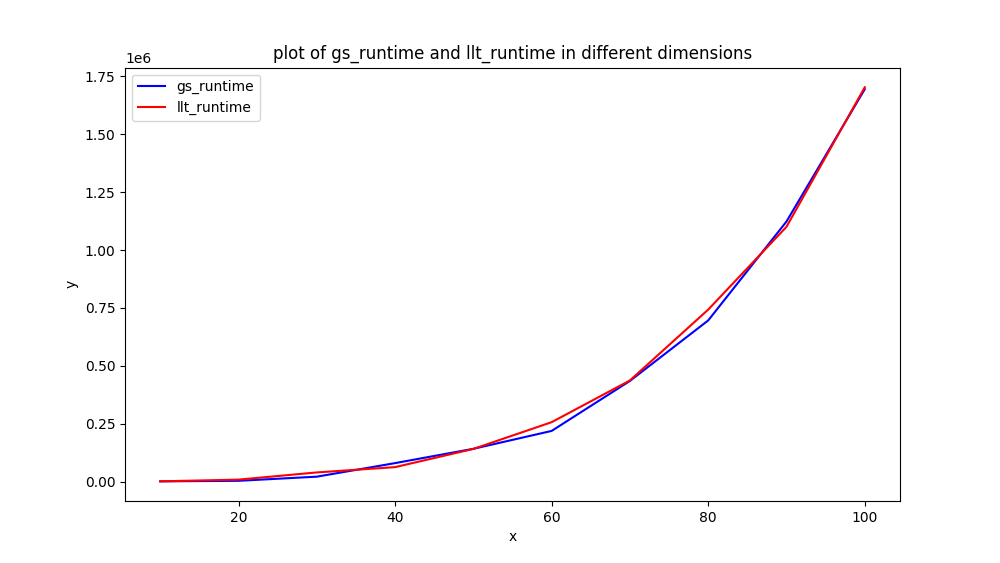 plot of gs_runtime and llt_runtime in different dimensions
1e6
gs_runtime
llt_runtime
1.75
1.50
1.25
1.00
0.75
0.50
0.25
0.00
y
20 40 60 80 100
x